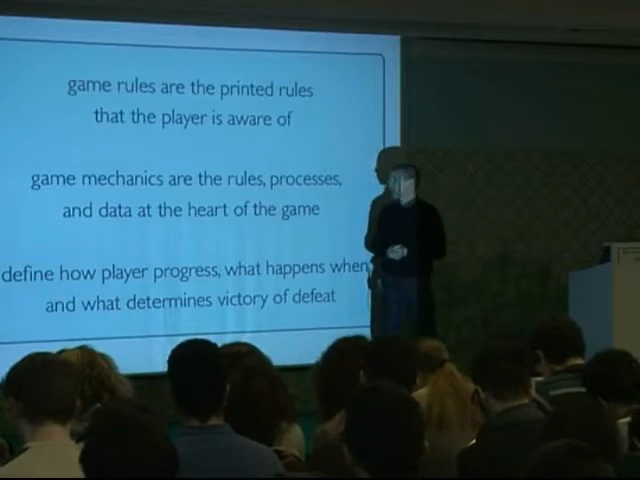 game rules are the printed rules
that the player is aware of
game mechanics are the rules, processes,
and data at the heart of the game
define how player progress, what happens when
and what determines victory of defeat